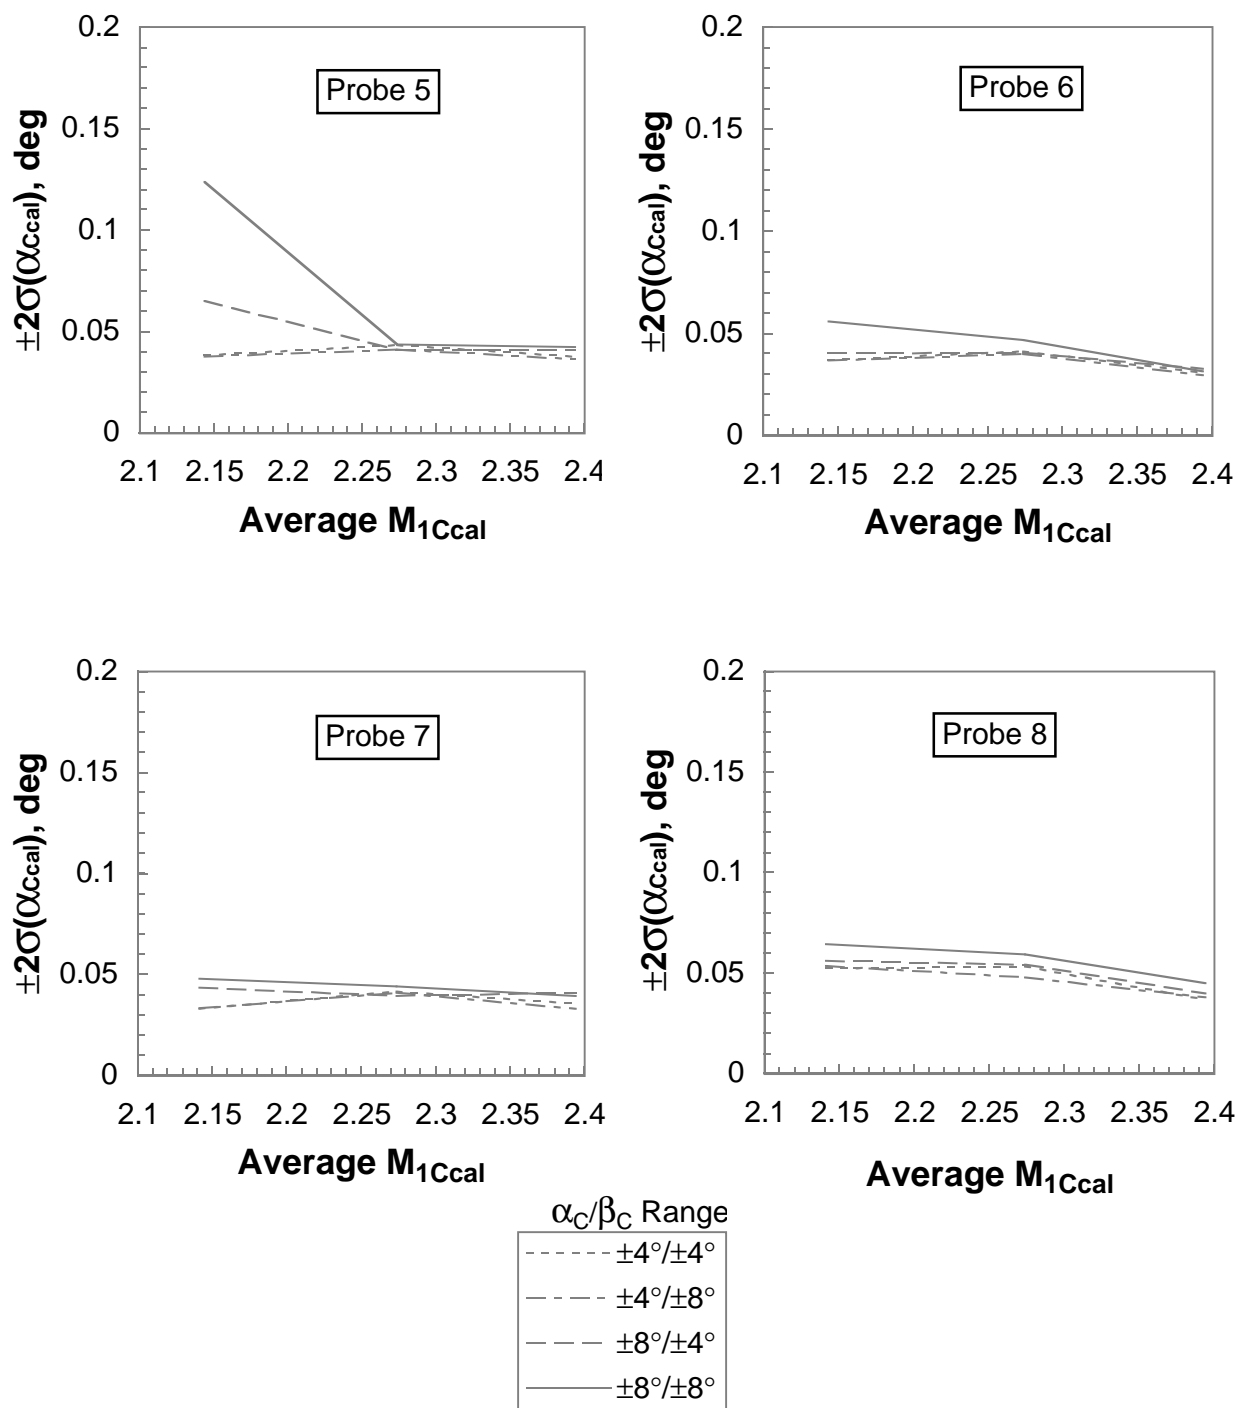 0.2
0.15
0.1
0.05
0
±2σ(αCcal), deg
Probe 5
2.1 2.15 2.2 2.25 2.3 2.35 2.4
Average M1Ccal
0.2
0.15
0.1
0.05
0
±2σ(αCcal), deg
Probe 6
2.1 2.15 2.2 2.25 2.3 2.35 2.4
Average M1Ccal
0.2
0.15
0.1
0.05
0
±2σ(αCcal), deg
Probe 7
2.1 2.15 2.2 2.25 2.3 2.35 2.4
Average M1Ccal
0.2
0.15
0.1
0.05
0
±2σ(αCcal), deg
Probe 8
2.1 2.15 2.2 2.25 2.3 2.35 2.4
Average M1Ccal
αC/βC Range
±4°/±4°
±4°/±8°
±8°/±4°
±8°/±8°